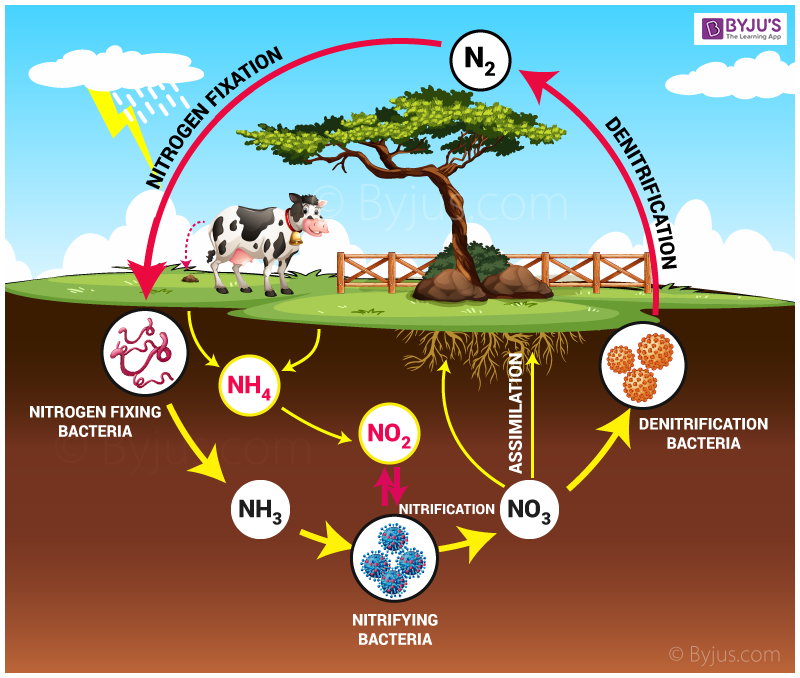 BYJU'S
The Learning App
N2
NITROGEN FIXATION
DENITRIFICATION
© Byjus.com
NITROGEN FIXING
BACTERIA
NH4
NO2
ASSIMILATION
DENITRIFICATION
BACTERIA
© Byjus.com
NH3
NITRIFICATION
NO3
NITRIFYING
BACTERIA
© Byjus.com